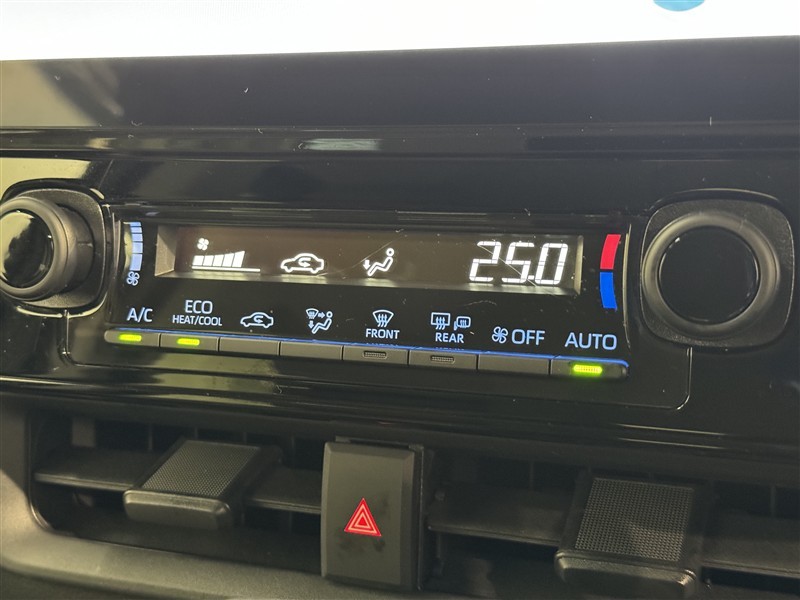 25.0
A/C
ECO
HEAT/COOL
FRONT
REAR
OFF
AUTO